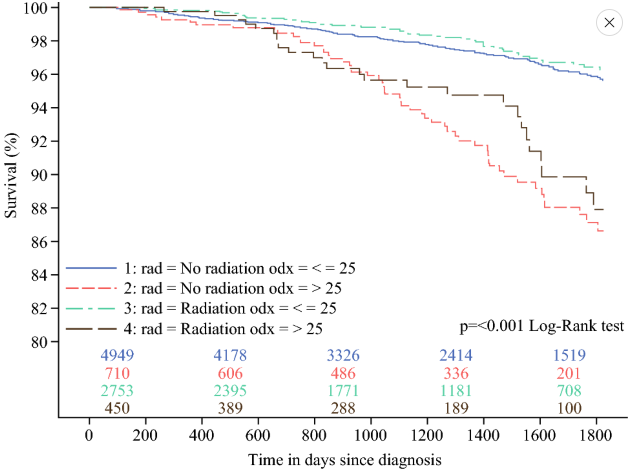 100
98
96
94
92
90
88
86
84
82
80
Survival (%)
1: rad = No radiation odx = < = 25
2: rad = No radiation odx = > 25
3: rad = Radiation odx = < = 25
4: rad = Radiation odx = > 25
p=<0.001 Log-Rank test
4949 4178 3326 2414 1519
710 606 486 336 201
2753 2395 1771 1181 708
450 389 288 189 100
0 200 400 600 800 1000 1200 1400 1600 1800
Time in days since diagnosis